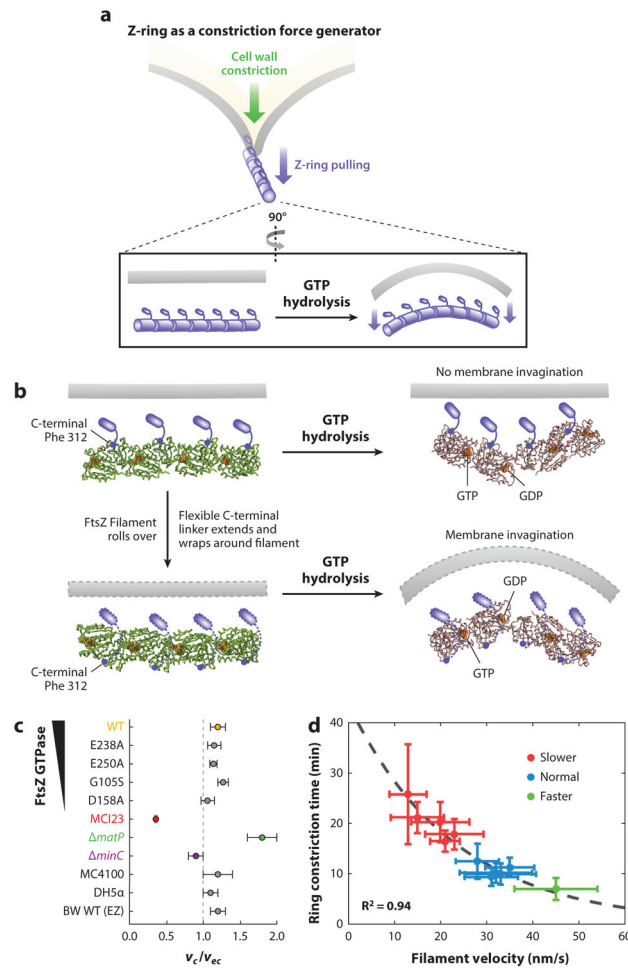 a
Z-ring as a constriction force generator
Cell wall
constriction
Z-ring pulling
90°
GTP
hydrolysis
b
No membrane invagination
C-terminal
Phe 312
GTP
hydrolysis
GTP
GDP
FtsZ Filament
rolls over
Flexible C-terminal
linker extends and
wraps around filament
Membrane invagination
GTP
hydrolysis
GDP
C-terminal
Phe 312
GTP
c
FtsZ GTPase
WT
E238A
E250A
G105S
D158A
MCI23
ΔmatP
ΔminC
MC4100
DH5α
BW WT (EZ)
0.0 0.5 1.0 1.5 2.0
vc/vec
d
Ring constriction time (min)
40
30
20
10
0
Slower
Normal
Faster
R² = 0.94
0 10 20 30 40 50 60
Filament velocity (nm/s)